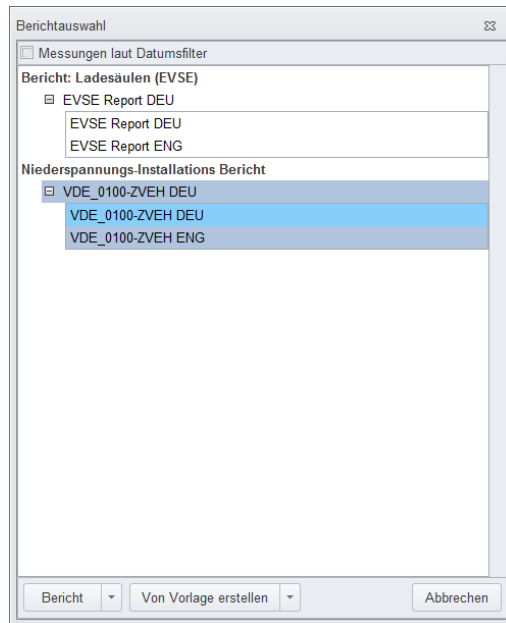 Berichtauswahl
Messungen laut Datumsfilter
Bericht: Ladesäulen (EVSE)
EVSE Report DEU
EVSE Report DEU
EVSE Report ENG
Niederspannungs-Installations Bericht
VDE_0100-ZVEH DEU
VDE_0100-ZVEH DEU
VDE_0100-ZVEH ENG
Bericht Von Vorlage erstellen Abbrechen